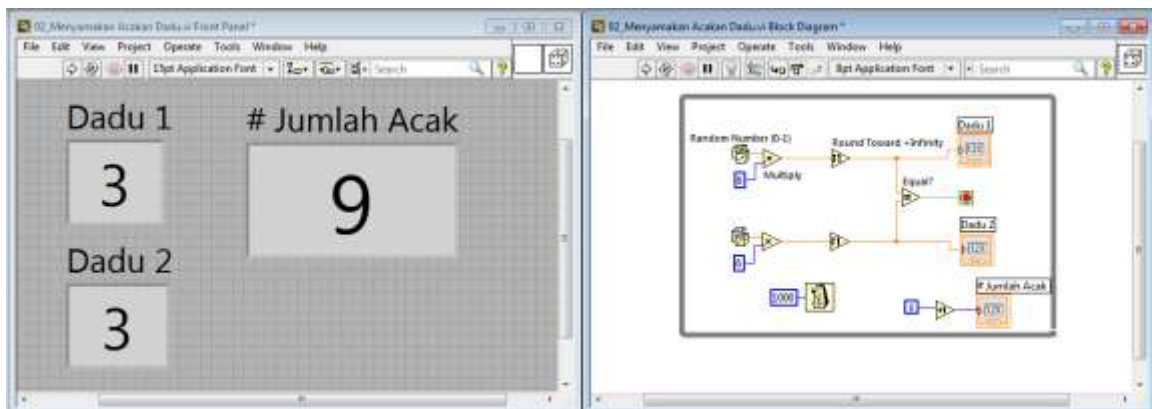 02_Menyamakan Acakan Dadu.vi Front Panel *
File Edit View Project Operate Tools Window Help
13pt Application Font
Search
Dadu 1
3
# Jumlah Acak
9
Dadu 2
3
02_Menyamakan Acakan Dadu.vi Block Diagram *
File Edit View Project Operate Tools Window Help
8pt Application Font
Search
Random Number (0-1)
Multiply
Round Toward +Infinity
Dadu 1
Equal?
Dadu 2
6
1000
# Jumlah Acak
i